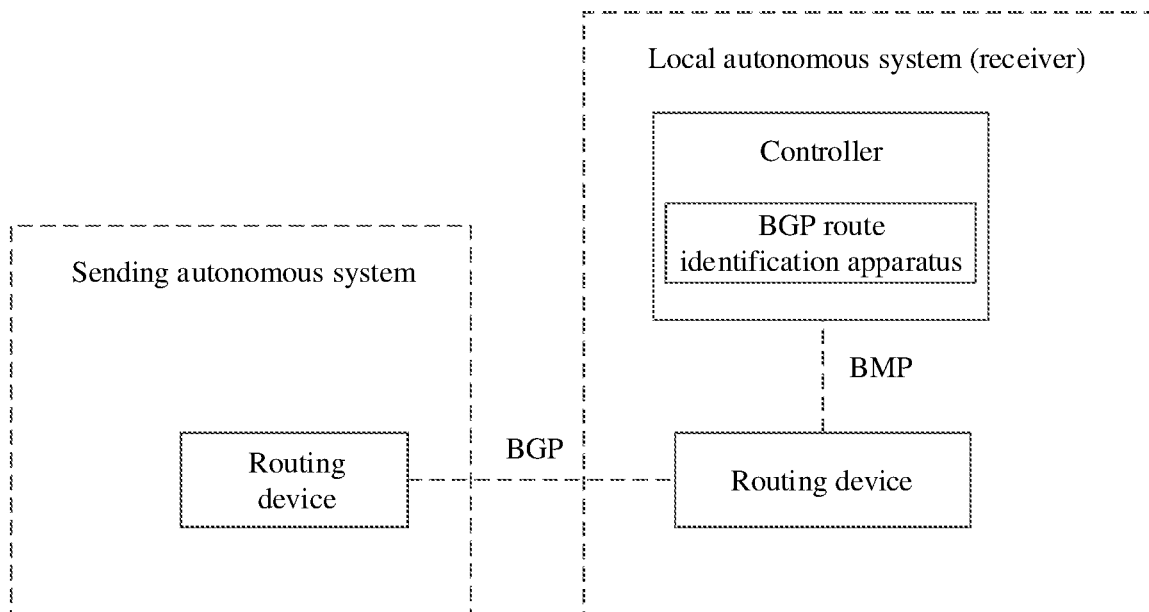 Local autonomous system (receiver)
Controller
BGP route
identification apparatus
Sending autonomous system
BMP
BGP
Routing
device
Routing device